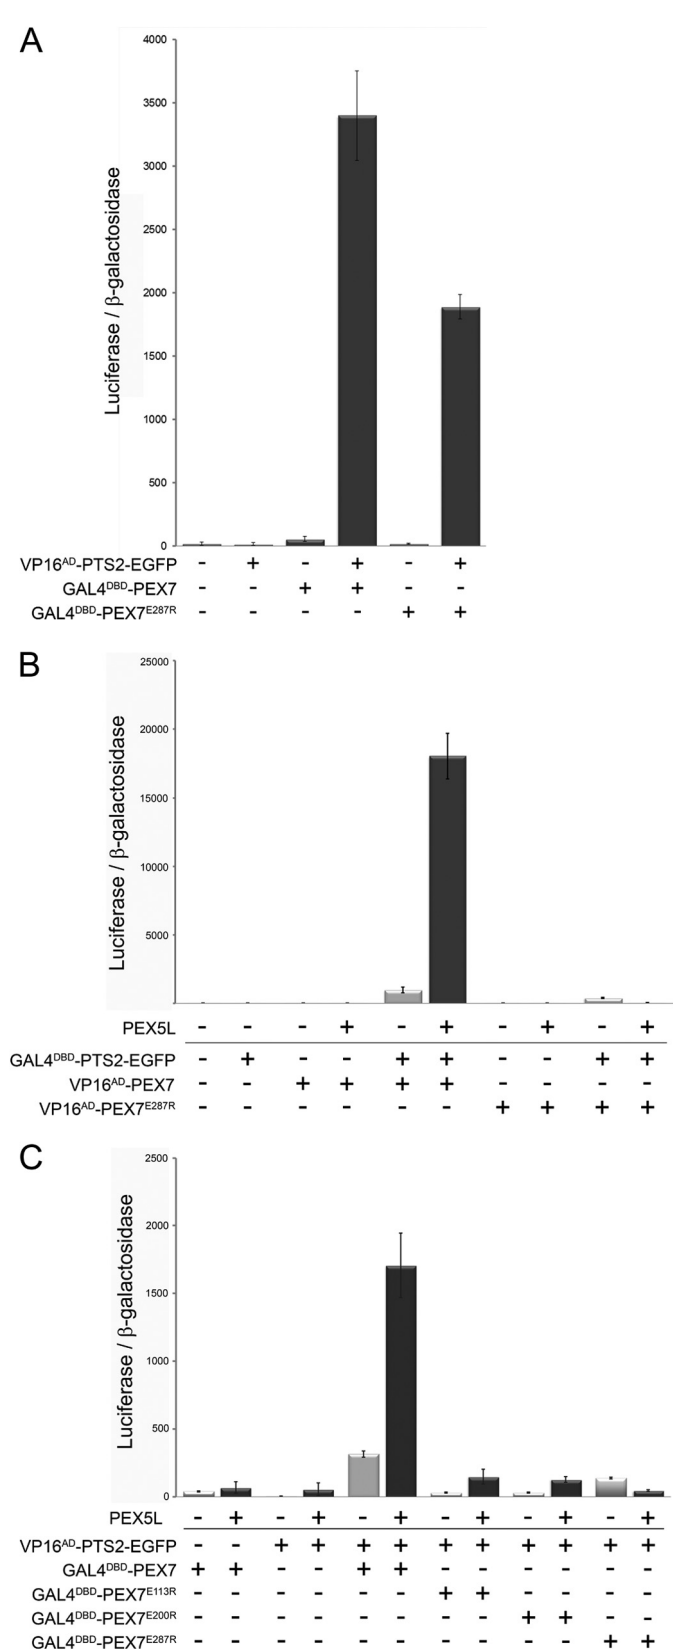 A
4000
3500
3000
2500
2000
1500
1000
500
0
Luciferase / β-galactosidase
VP16AD-PTS2-EGFP - + - + - +
GAL4DBD-PEX7 - - + + - -
GAL4DBD-PEX7E287R - - - - + +
B
25000
20000
15000
10000
5000
Luciferase / β-galactosidase
PEX5L - - - + - + - + - +
GAL4DBD-PTS2-EGFP - + - - + + - - + +
VP16AD-PEX7 - - + + + + - - - -
VP16AD-PEX7E287R - - - - - - + + + +
C
2500
2000
1500
1000
500
0
Luciferase / β-galactosidase
PEX5L - + - + - + - + - + - +
VP16AD-PTS2-EGFP - - + + + + + + + + + +
GAL4DBD-PEX7 + + - - + + - - - - - -
GAL4DBD-PEX7E113R - - - - - - + + - - - -
GAL4DBD-PEX7E200R - - - - - - - - + + - -
GAL4DBD-PEX7E287R - - - - - - - - - - + +